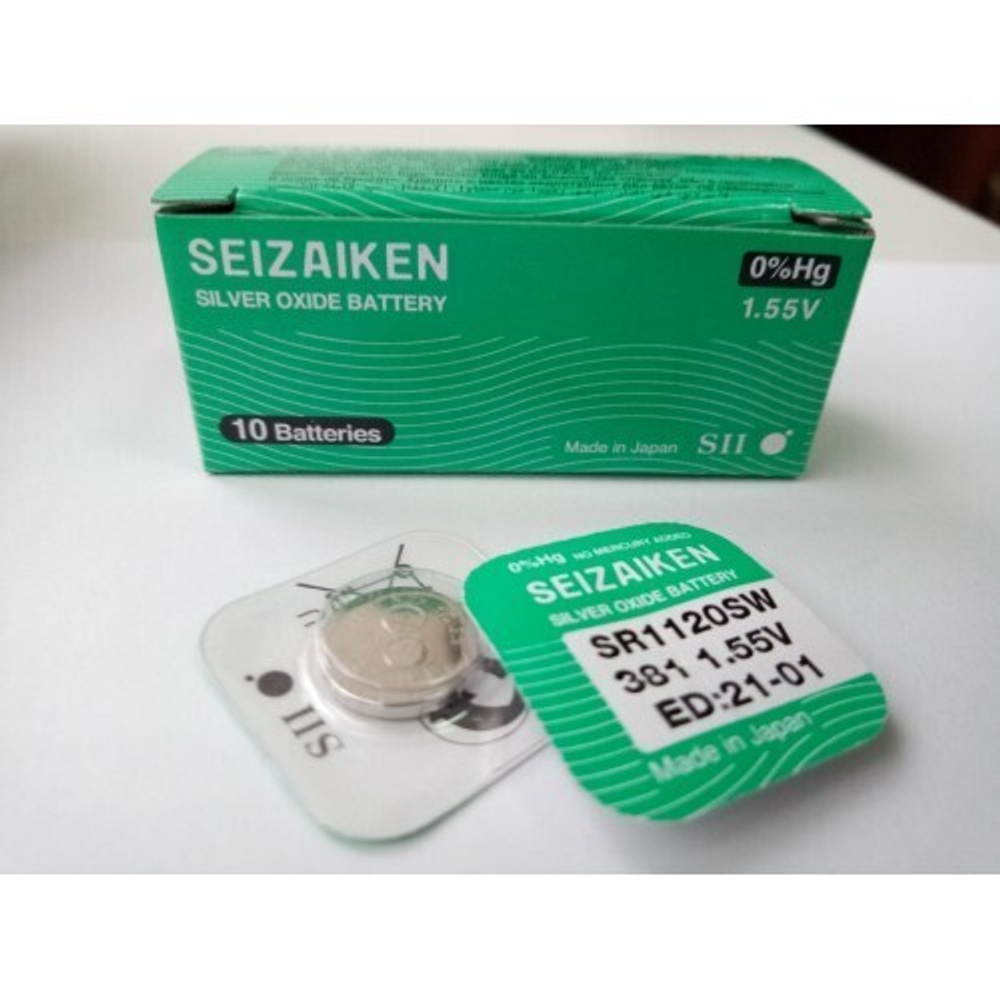 SEIZAIKEN
SILVER OXIDE BATTERY
0%Hg
1.55V
10 Batteries
Made in Japan
SII
0%Hg NO MERCURY ADDED
SEIZAIKEN
SILVER OXIDE BATTERY
SR1120SW
381 1.55V
ED:21-01
Made in Japan
SII